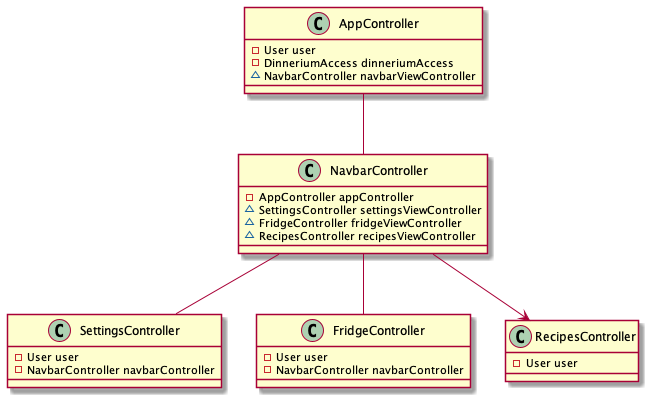 C AppController
User user
DinneriumAccess dinneriumAccess
NavbarController navbarViewController
C NavbarController
AppController appController
SettingsController settingsViewController
FridgeController fridgeViewController
RecipesController recipesViewController
C SettingsController
User user
NavbarController navbarController
C FridgeController
User user
NavbarController navbarController
C RecipesController
User user